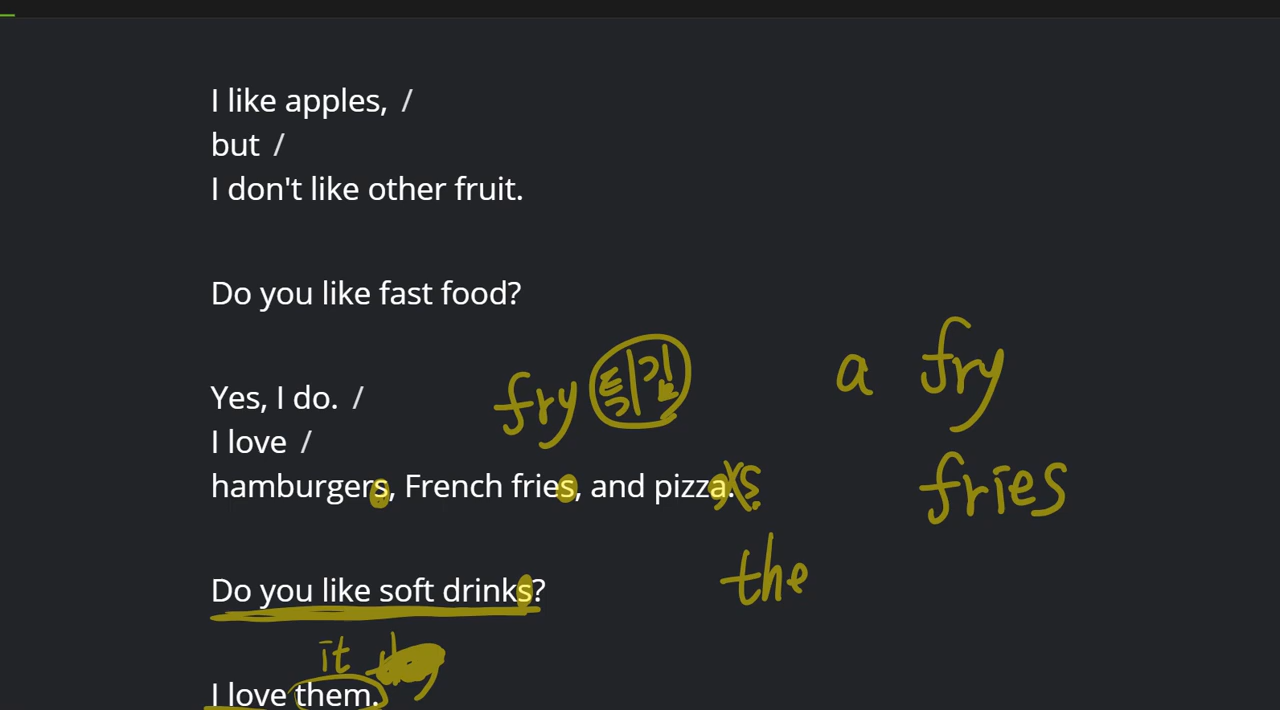 I like apples, /
but /
I don't like other fruit.
Do you like fast food?
a fry
fry 튀김
Yes, I do. /
I love /
hamburgers, French fries, and pizza. s
fries
the
Do you like soft drinks?
it
I love them.